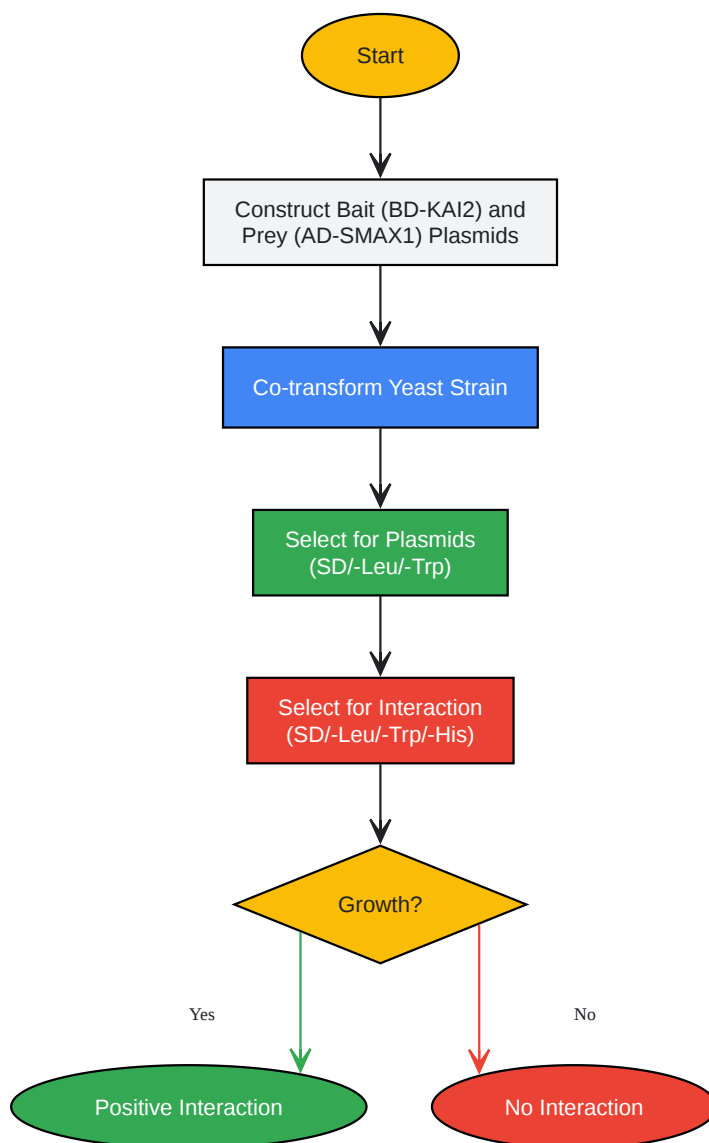 Start
Construct Bait (BD-KAI2) and
Prey (AD-SMAX1) Plasmids
Co-transform Yeast Strain
Select for Plasmids
(SD/-Leu/-Trp)
Select for Interaction
(SD/-Leu/-Trp/-His)
Growth?
Yes
No
Positive Interaction
No Interaction